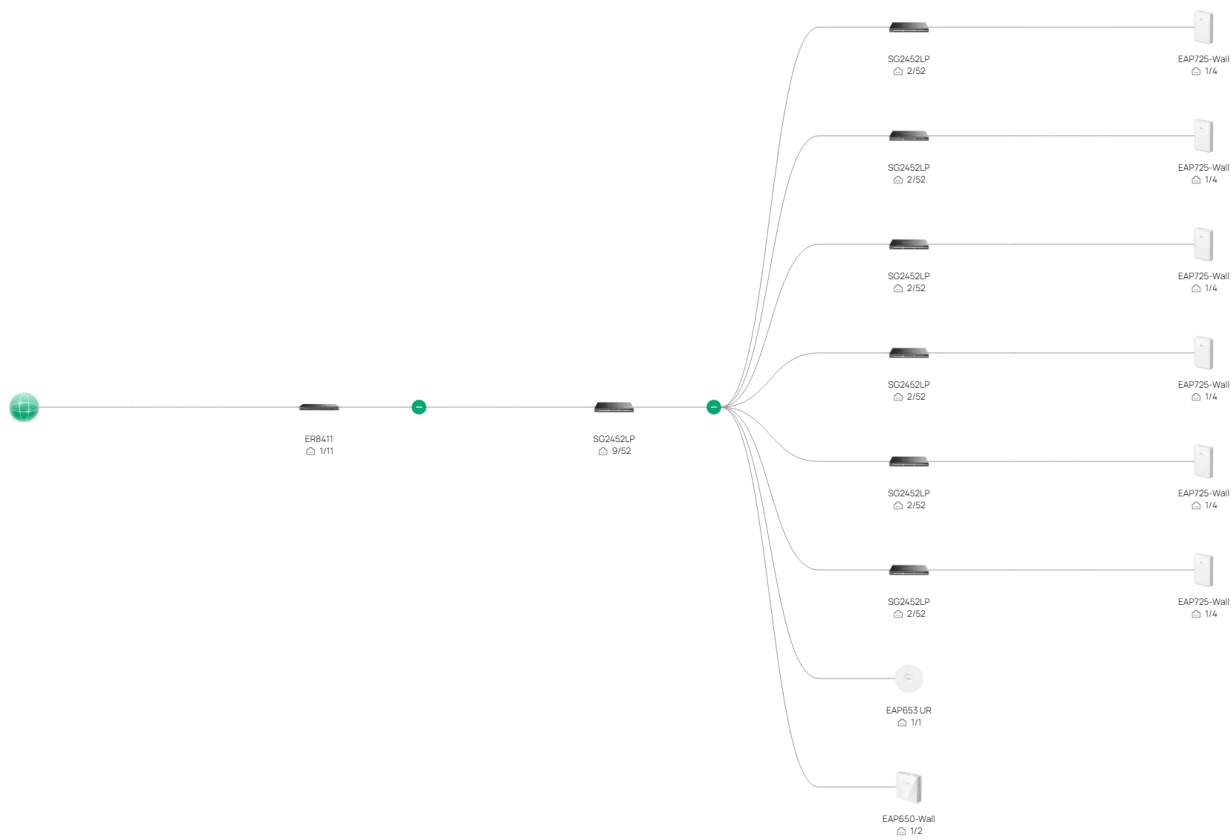 SG2452LP
2/52
EAP725-Wall
1/4
SG2452LP
2/52
EAP725-Wall
1/4
SG2452LP
2/52
EAP725-Wall
1/4
SG2452LP
2/52
EAP725-Wall
1/4
ER8411
1/11
SG2452LP
9/52
SG2452LP
2/52
EAP725-Wall
1/4
SG2452LP
2/52
EAP725-Wall
1/4
EAP653 UR
1/1
EAP650-Wall
1/2